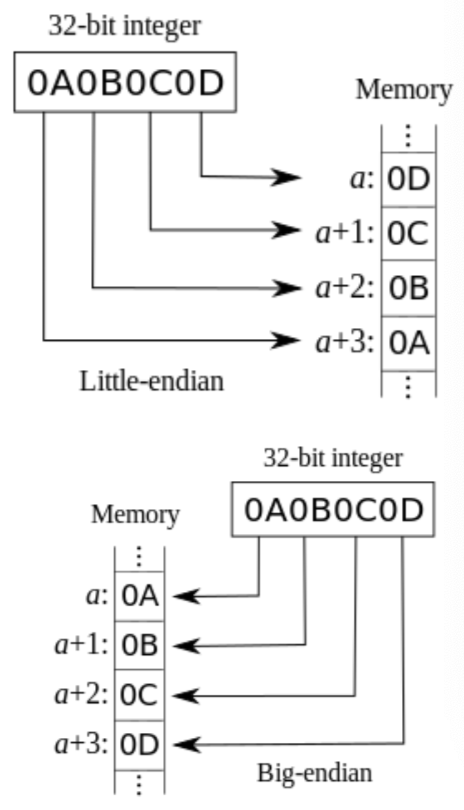 32-bit integer
0A0B0C0D
Memory
⋮
a: 0D
a+1: 0C
a+2: 0B
a+3: 0A
⋮
Little-endian
32-bit integer
0A0B0C0D
Memory
⋮
a: 0A
a+1: 0B
a+2: 0C
a+3: 0D
⋮
Big-endian